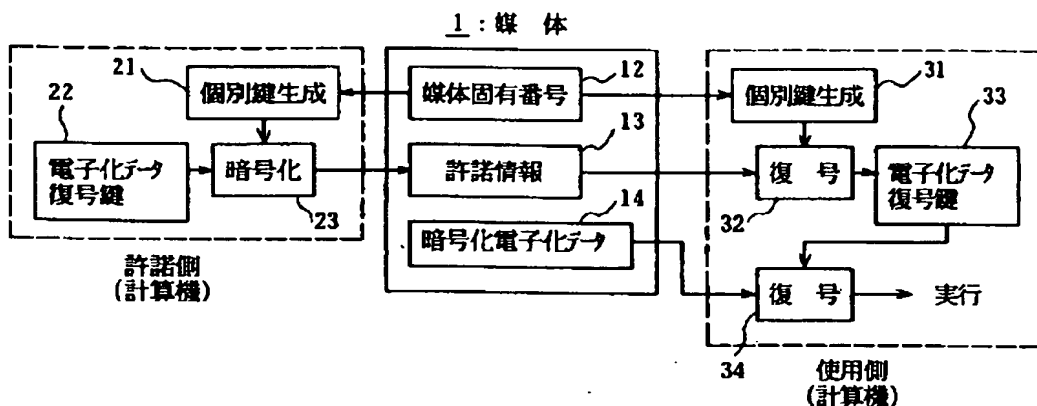 1 : 媒 体
21
個別鍵生成
22
電子化データ
復号鍵
暗号化
23
許諾側
(計算機)
12
媒体固有番号
13
許諾情報
14
暗号化電子化データ
31
個別鍵生成
33
復 号
32
電子化データ
復号鍵
復 号
実行
34
使用側
(計算機)